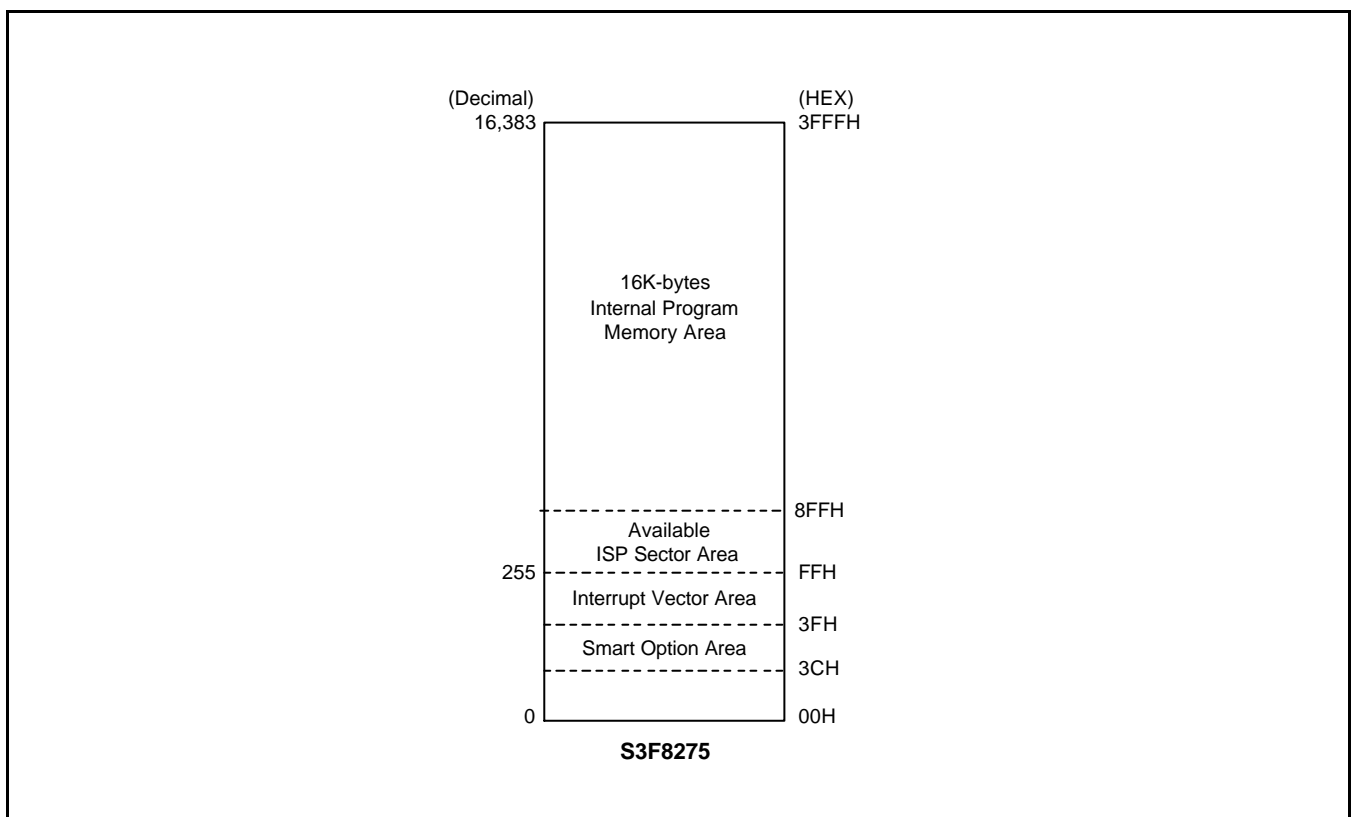 (Decimal)
(HEX)
16,383
3FFFH
16K-bytes
Internal Program
Memory Area
8FFH
Available
ISP Sector Area
255
FFH
Interrupt Vector Area
3FH
Smart Option Area
3CH
0
00H
S3F8275